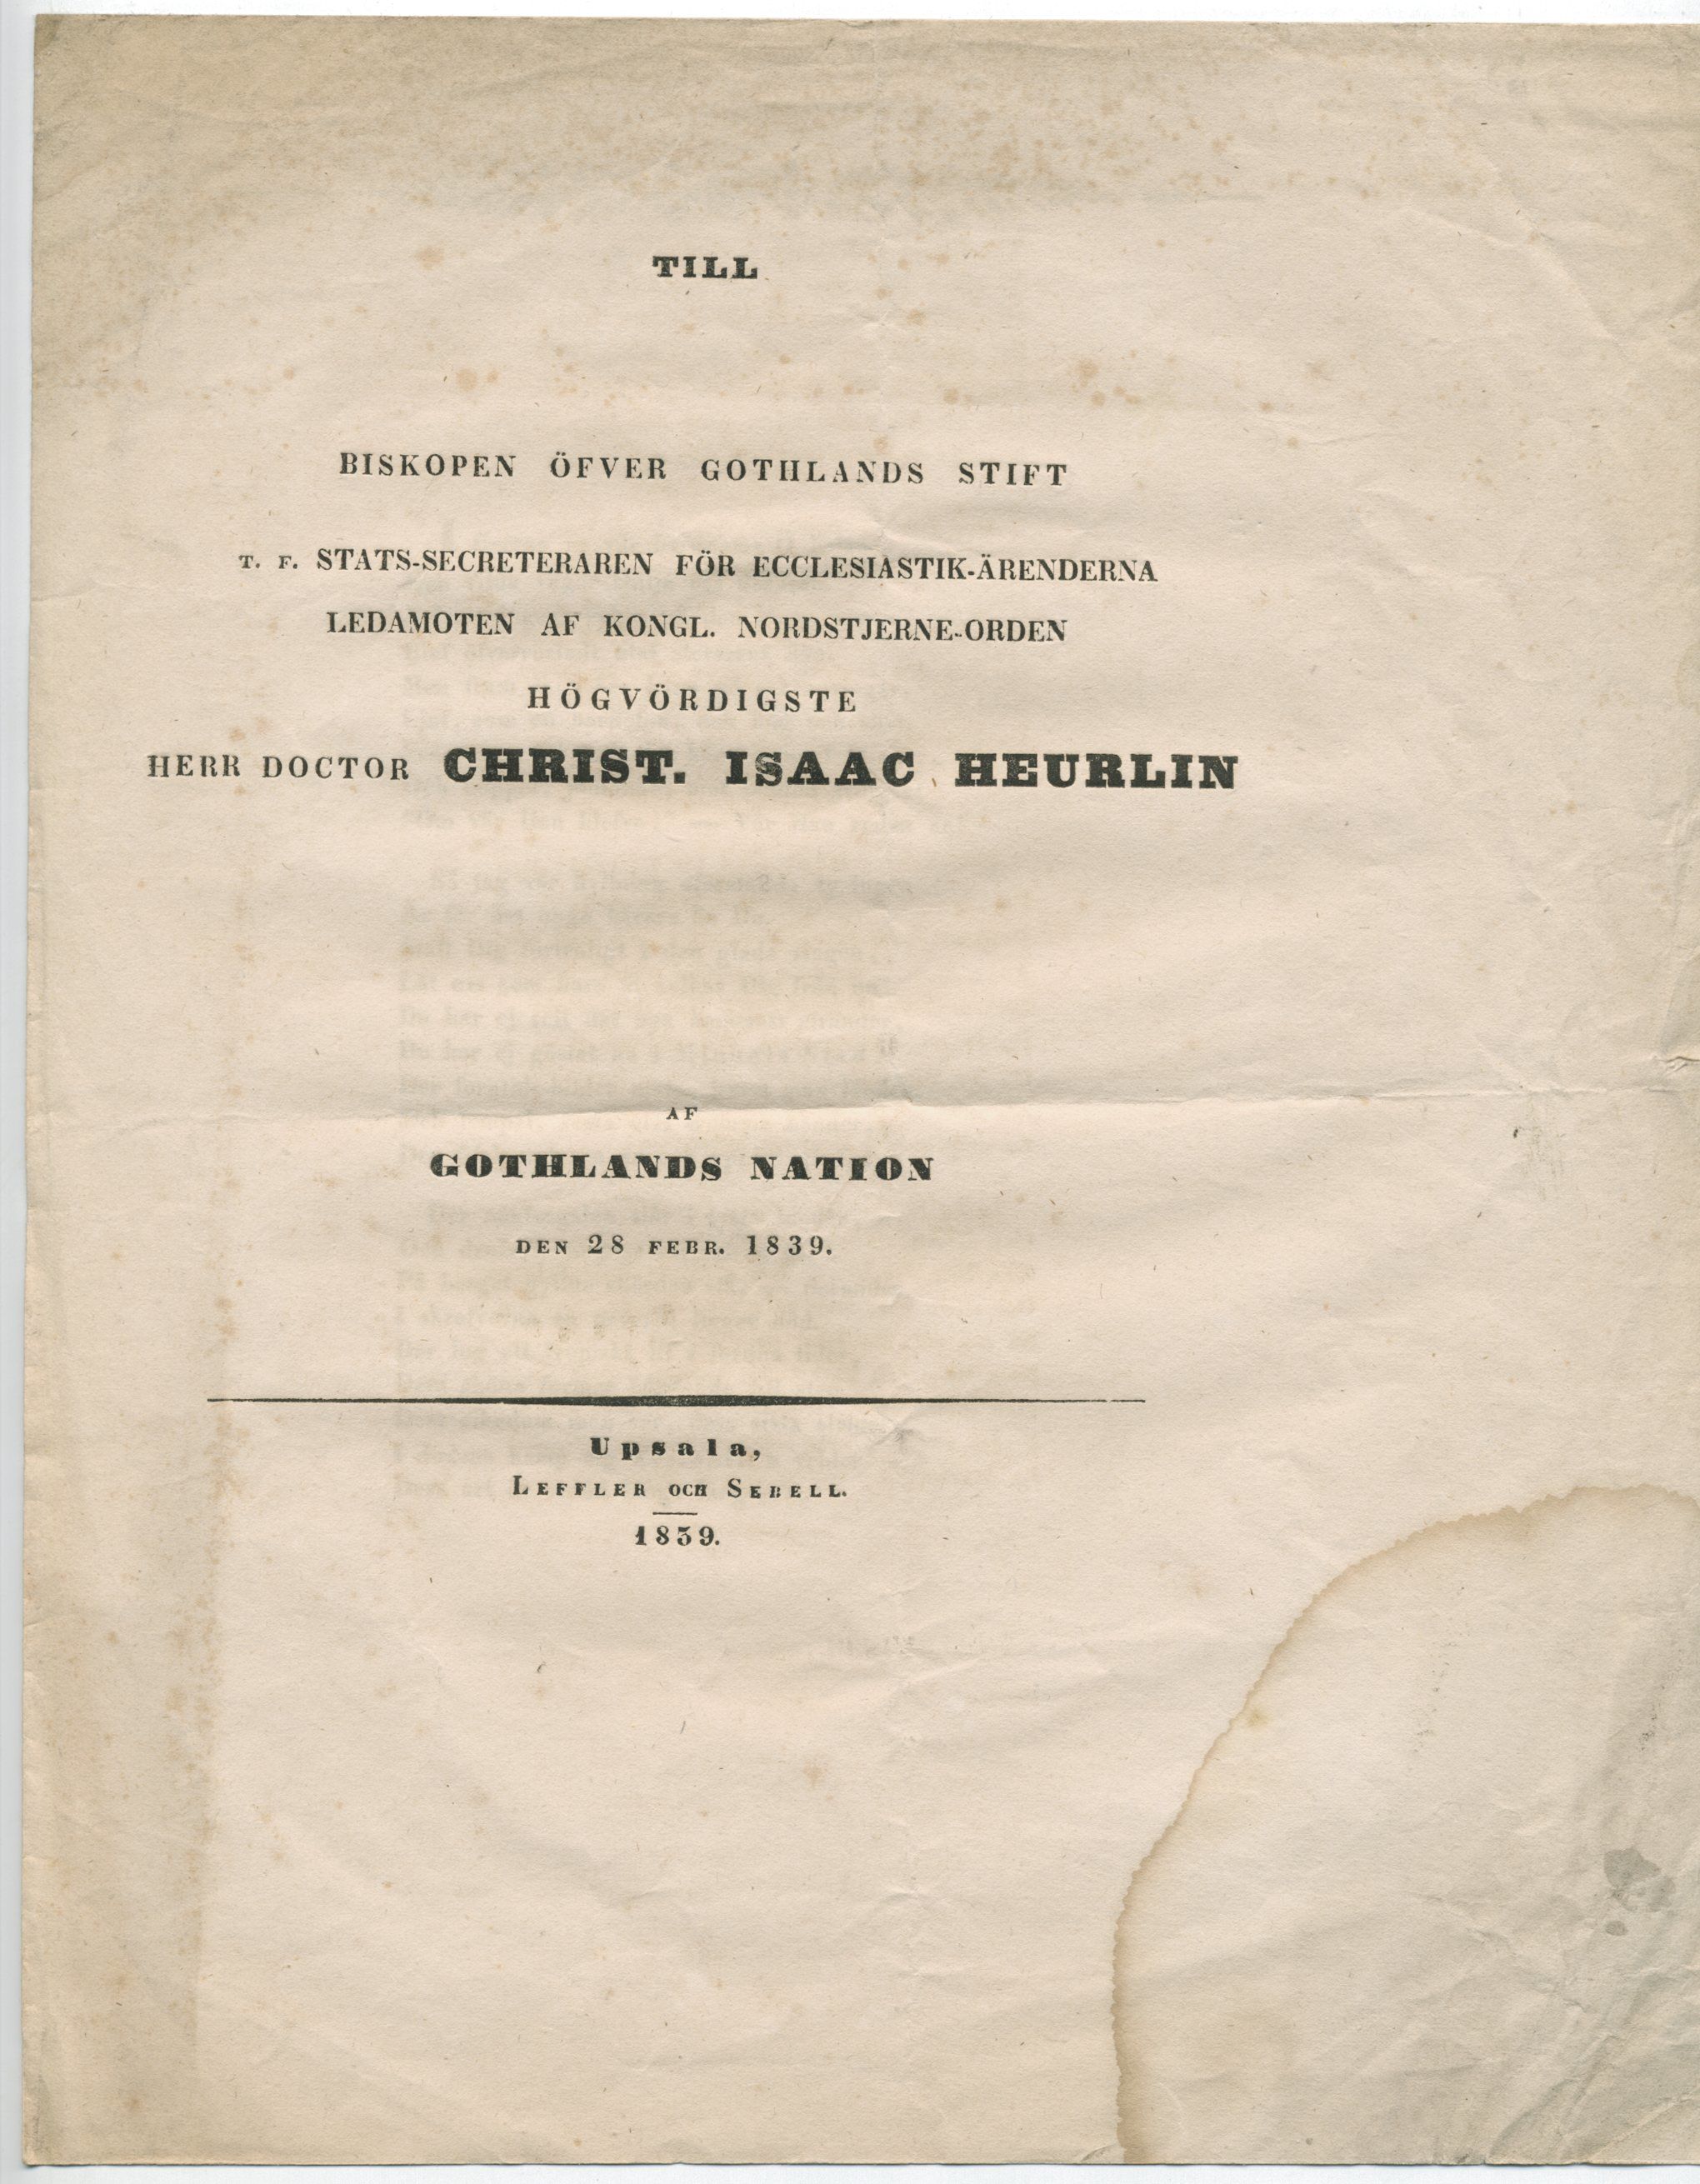 TILL
BISKOPEN ÖFVER GOTHLANDS STIFT
T. F. STATS-SECRETERAREN FÖR ECCLESIASTIK-ÄRENDERNA
LEDAMOTEN AF KONGL. NORDSTJERNE-ORDEN
HÖGVÖRDIGSTE
HERR DOCTOR CHRIST. ISAAC HEURLIN
AF
GOTHLANDS NATION
DEN 28 FEBR. 1839.
Upsala,
LEFFLER OCH SEBELL.
1839.